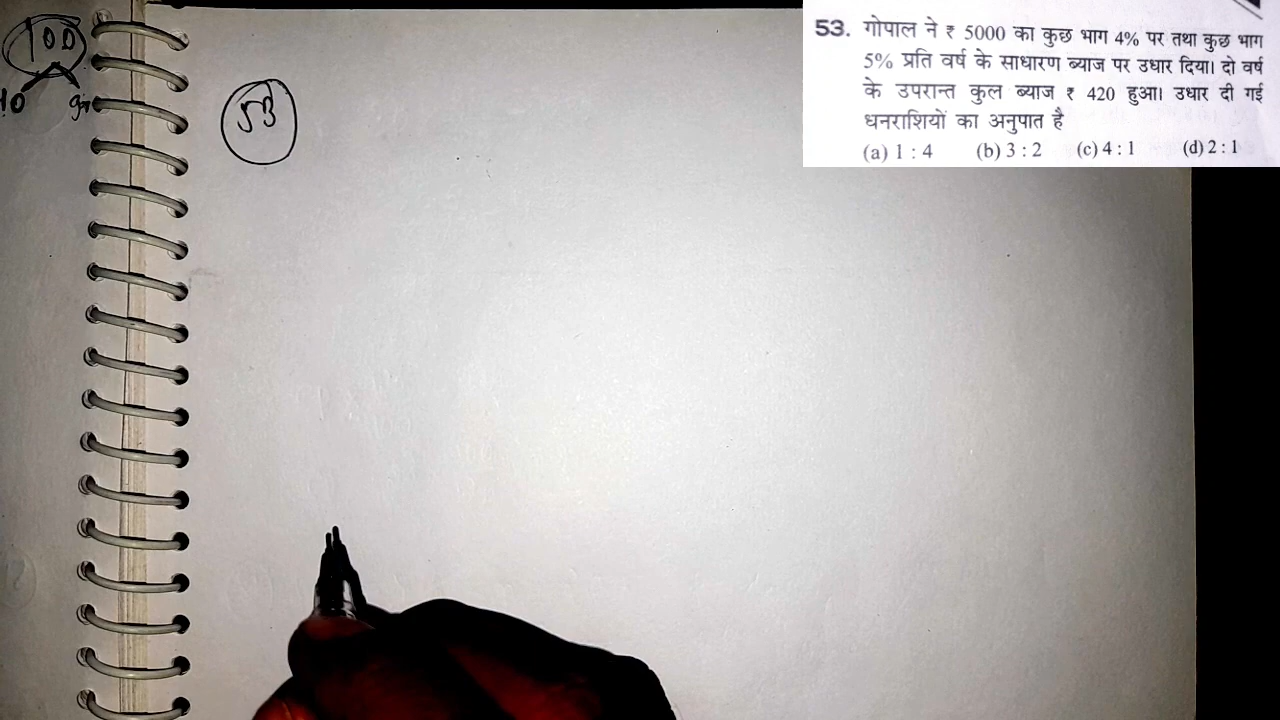 100
10
53
53. गोपाल ने ₹ 5000 का कुछ भाग 4% पर तथा कुछ भाग
5% प्रति वर्ष के साधारण ब्याज पर उधार दिया। दो वर्ष
के उपरान्त कुल ब्याज ₹ 420 हुआ। उधार दी गई
धनराशियों का अनुपात है
(a) 1 : 4 (b) 3 : 2 (c) 4 : 1 (d) 2 : 1